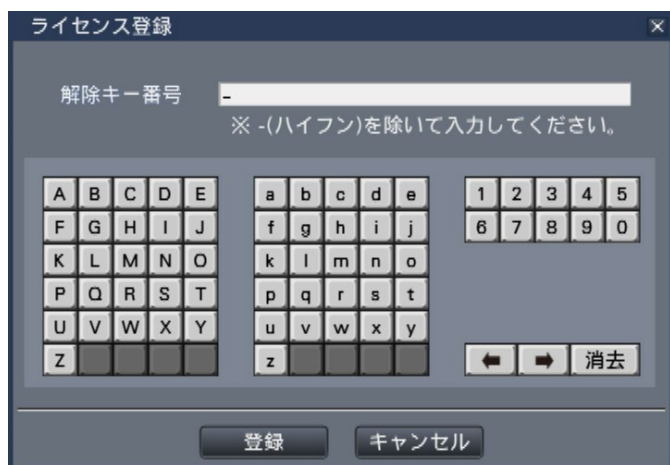 ライセンス登録 ×
解除キー番号 _
※ -(ハイフン)を除いて入力してください。
A B C D E a b c d e 1 2 3 4 5
F G H I J f g h i j 6 7 8 9 0
K L M N O k l m n o
P Q R S T p q r s t
U V W X Y u v w x y
Z z ← → 消去
登録 キャンセル